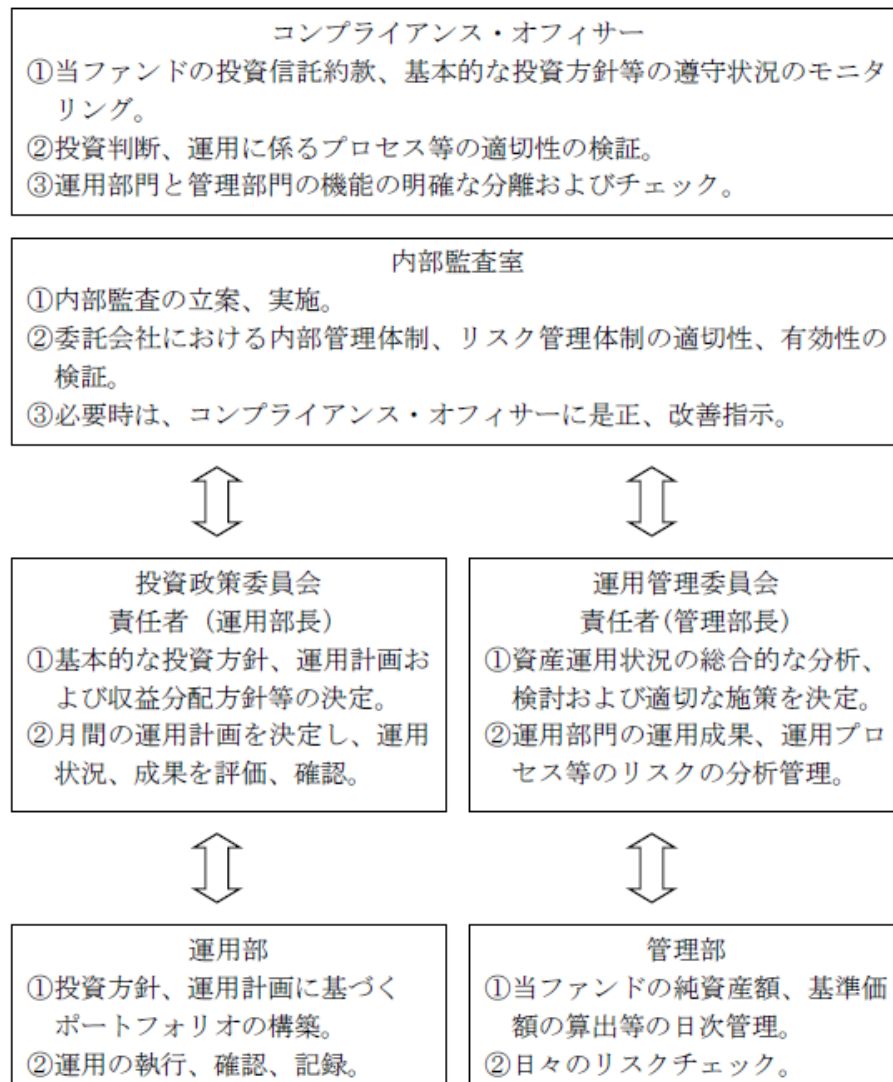 コンプライアンス・オフィサー
①当ファンドの投資信託約款、基本的な投資方針等の遵守状況のモニタ
リング。
②投資判断、運用に係るプロセス等の適切性の検証。
③運用部門と管理部門の機能の明確な分離およびチェック。
内部監査室
①内部監査の立案、実施。
②委託会社における内部管理体制、リスク管理体制の適切性、有効性の
検証。
③必要時は、コンプライアンス・オフィサーに是正、改善指示。
投資政策委員会
責任者（運用部長）
①基本的な投資方針、運用計画お
よび収益分配方針等の決定。
②月間の運用計画を決定し、運用
状況、成果を評価、確認。
運用管理委員会
責任者(管理部長)
①資産運用状況の総合的な分析、
検討および適切な施策を決定。
②運用部門の運用成果、運用プロ
セス等のリスクの分析管理。
運用部
①投資方針、運用計画に基づく
ポートフォリオの構築。
②運用の執行、確認、記録。
管理部
①当ファンドの純資産額、基準価
額の算出等の日次管理。
②日々のリスクチェック。